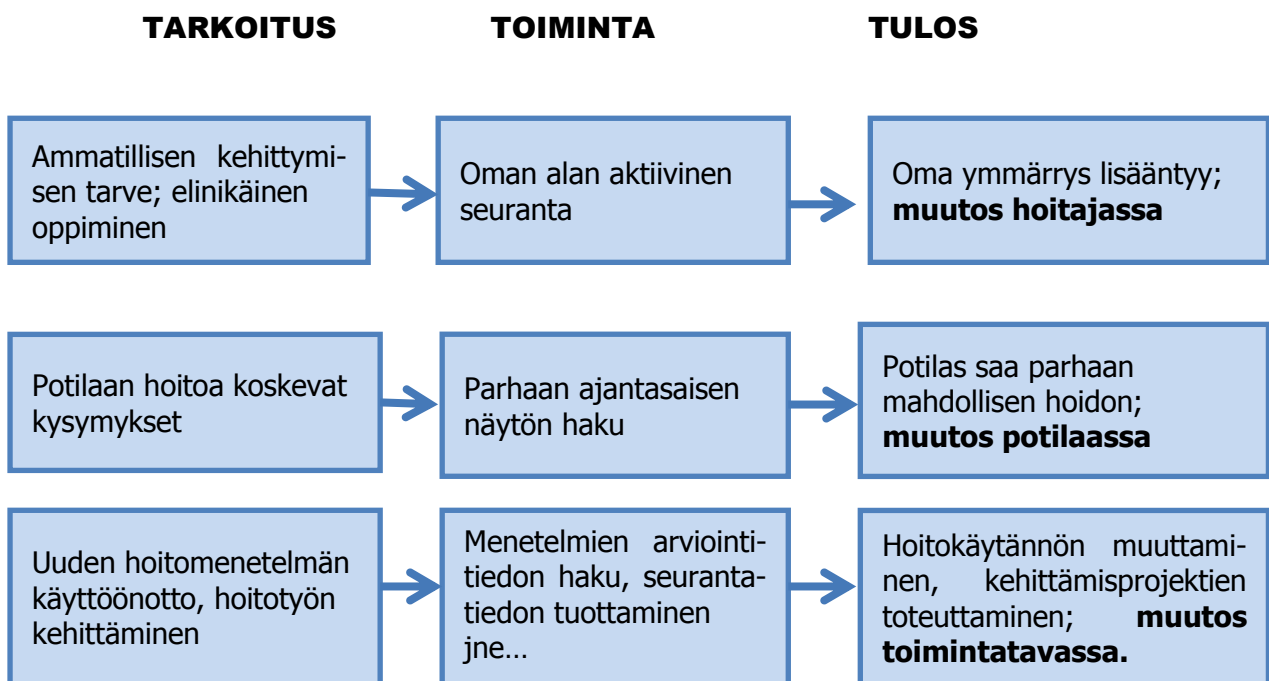 TARKOITUS TOIMINTA TULOS
Ammatillisen kehittymi-
sen tarve; elinikäinen
oppiminen
Oman alan aktiivinen
seuranta
Oma ymmärrys lisääntyy;
muutos hoitajassa
Potilaan hoitoa koskevat
kysymykset
Parhaan ajantasaisen
näytön haku
Potilas saa parhaan
mahdollisen hoidon;
muutos potilaassa
Uuden hoitomenetelmän
käyttöönotto, hoitotyön
kehittäminen
Menetelmien arviointi-
tiedon haku, seuranta-
tiedon tuottaminen
jne…
Hoitokäytännön muuttami-
nen, kehittämisprojektien
toteuttaminen; muutos
toimintatavassa.